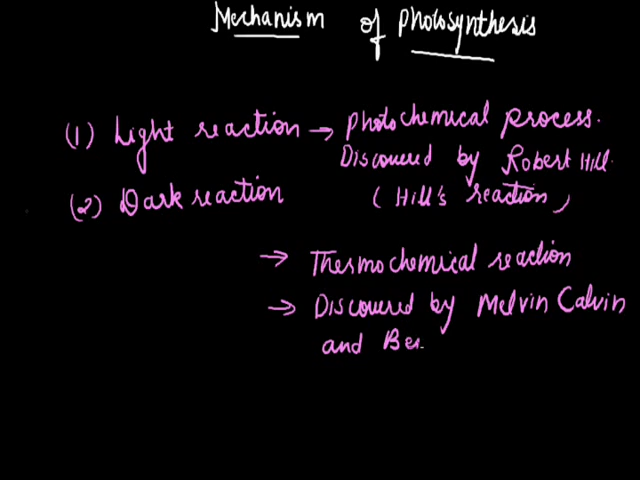 Mechanism of Photosynthesis
(1) Light reaction → Photochemical process.
Discovered by Robert Hill.
(2) Dark reaction
(Hill's reaction)
→ Thermochemical reaction
→ Discovered by Melvin Calvin
and Ben